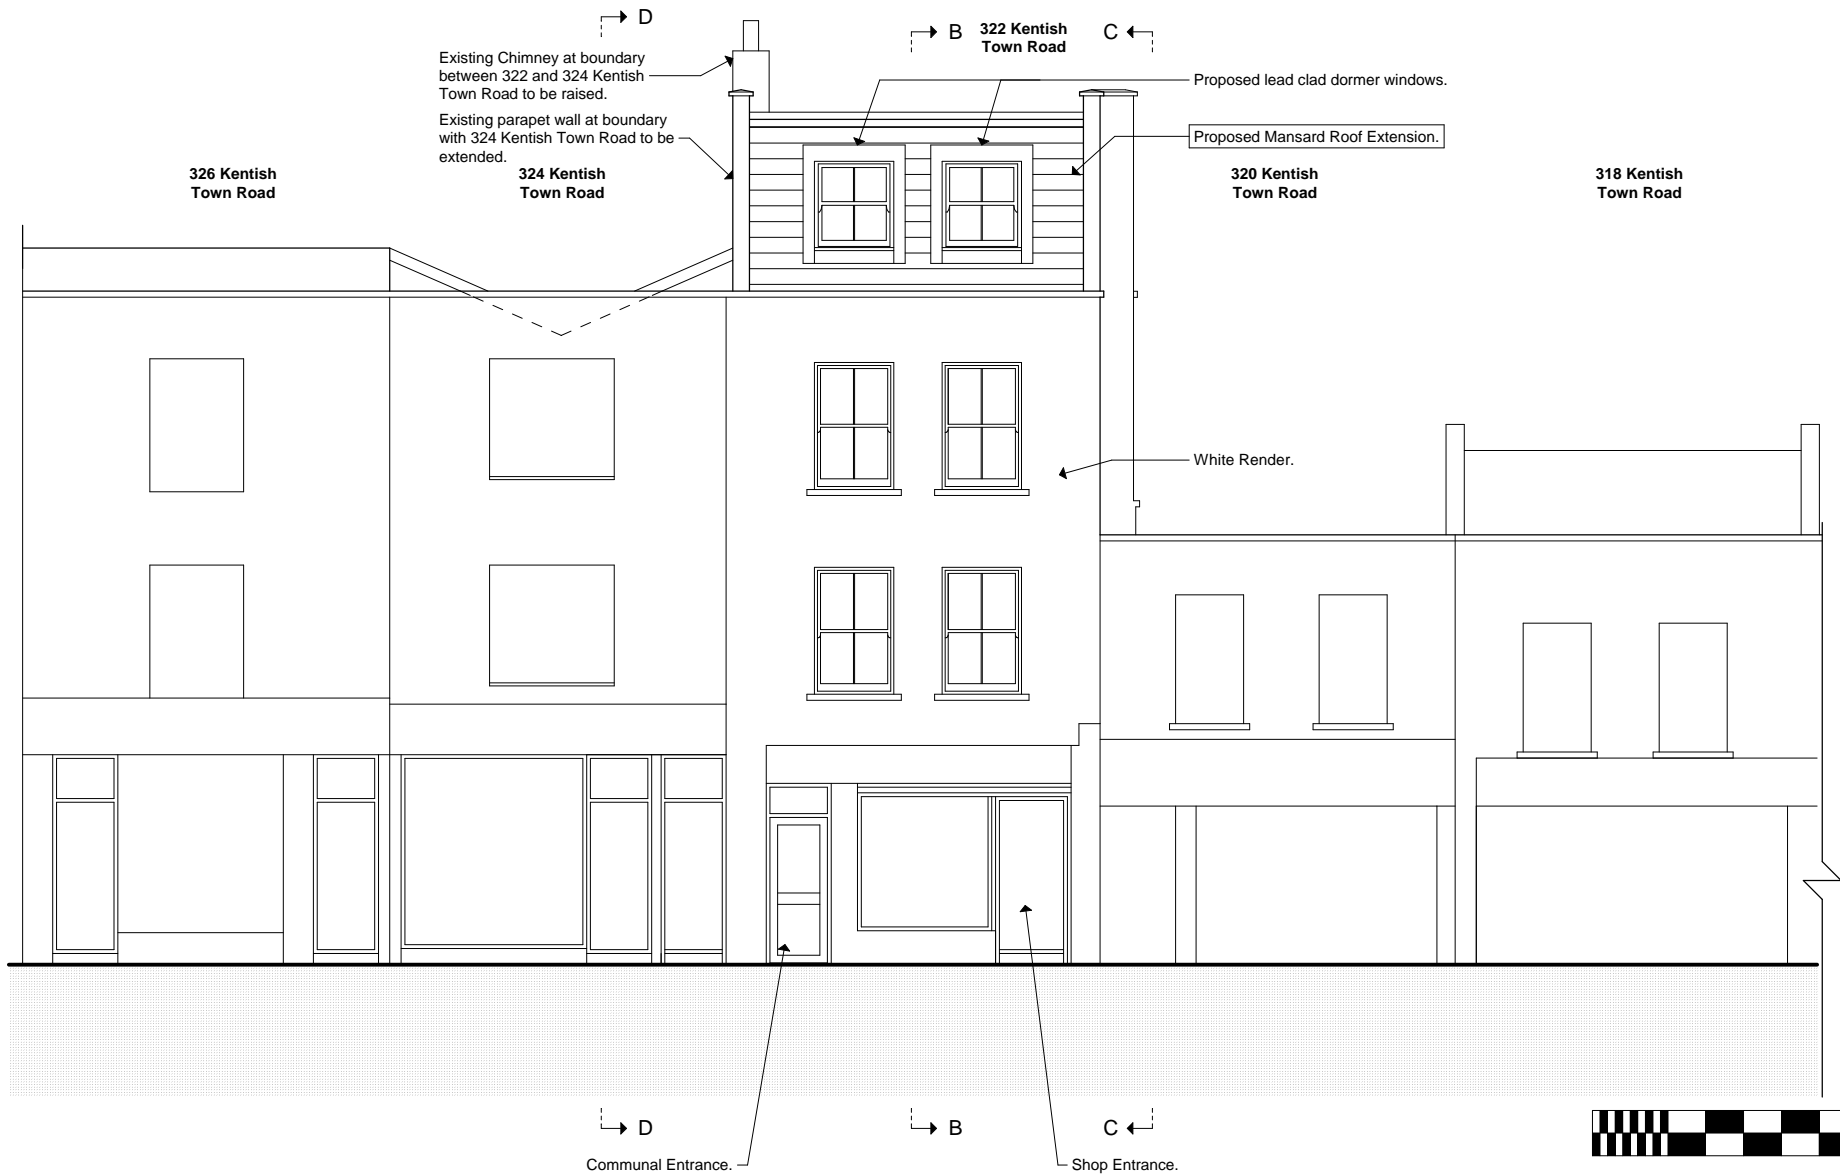 D
B
322 Kentish
Town Road
C
Existing Chimney at boundary
between 322 and 324 Kentish
Town Road to be raised.
Proposed lead clad dormer windows.
Existing parapet wall at boundary
with 324 Kentish Town Road to be
extended.
Proposed Mansard Roof Extension.
326 Kentish
Town Road
324 Kentish
Town Road
320 Kentish
Town Road
318 Kentish
Town Road
White Render.
D
B
C
Communal Entrance.
Shop Entrance.